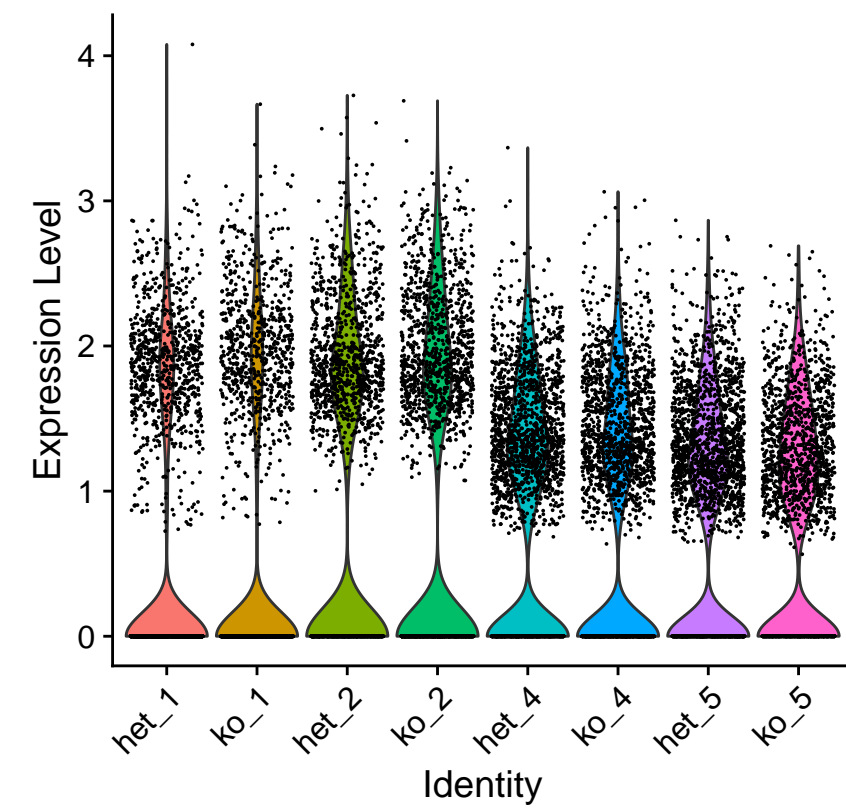 Expression Level
4
3
2
1
0
het_1
ko_1
het_2
ko_2
het_4
ko_4
het_5
ko_5
Identity